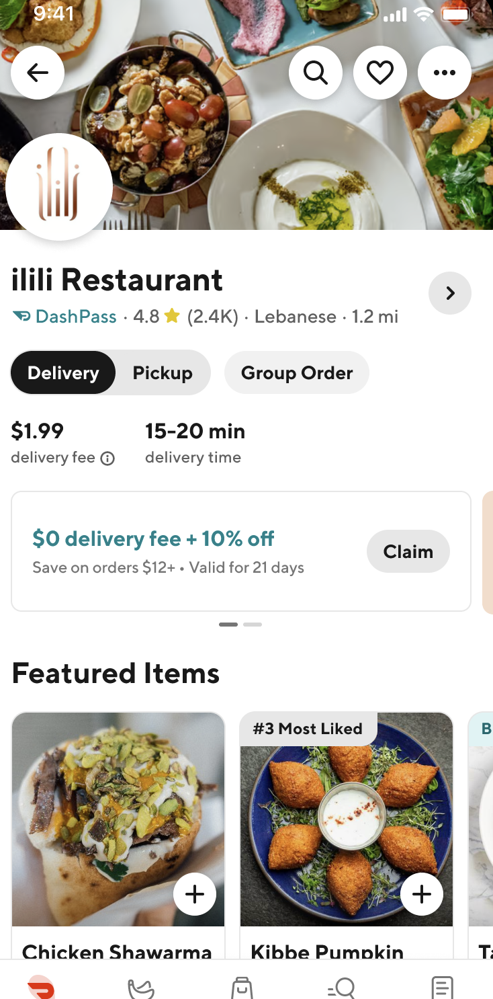 9:41
ilili
ilili Restaurant
DashPass · 4.8 (2.4K) · Lebanese · 1.2 mi
Delivery Pickup Group Order
$1.99 15-20 min
delivery fee delivery time
$0 delivery fee + 10% off
Claim
Save on orders $12+ • Valid for 21 days
Featured Items
#3 Most Liked
Chicken Shawarma Kibbe Pumpkin